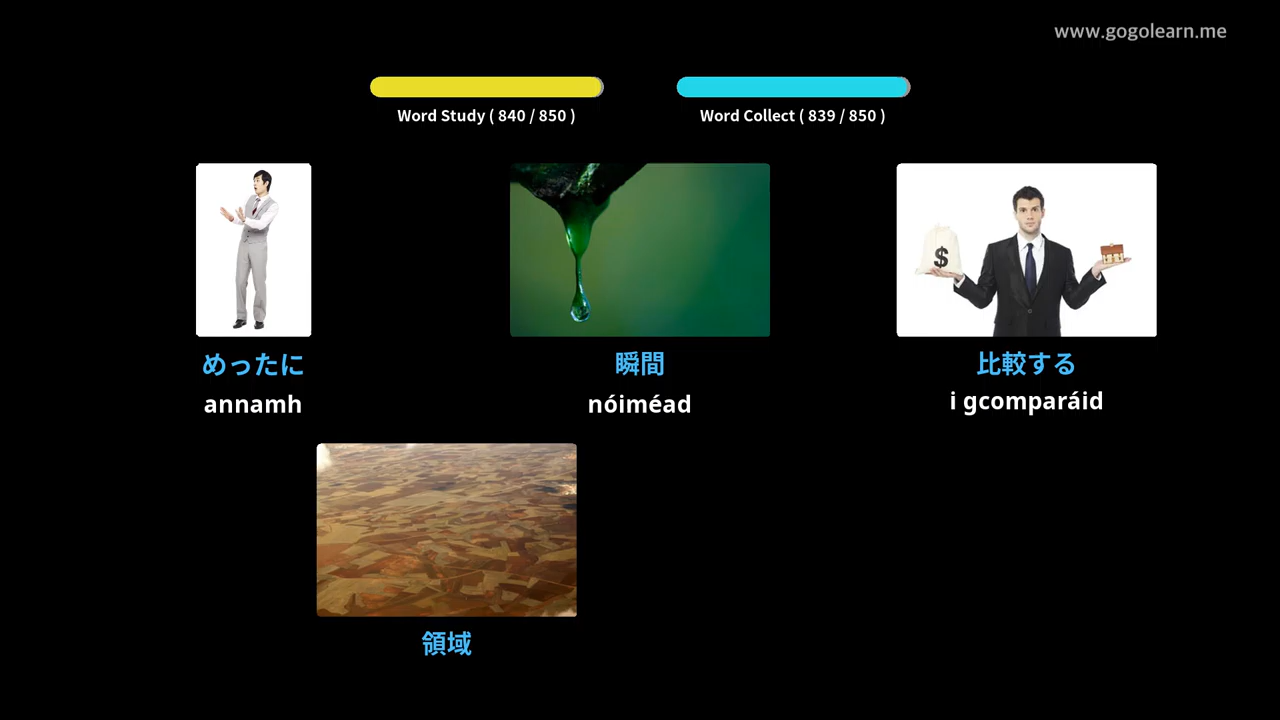 www.gogolearn.me
Word Study ( 840 / 850 )
Word Collect ( 839 / 850 )
$
めったに
瞬間
比較する
annamh
nóiméad
i gcomparáid
領域